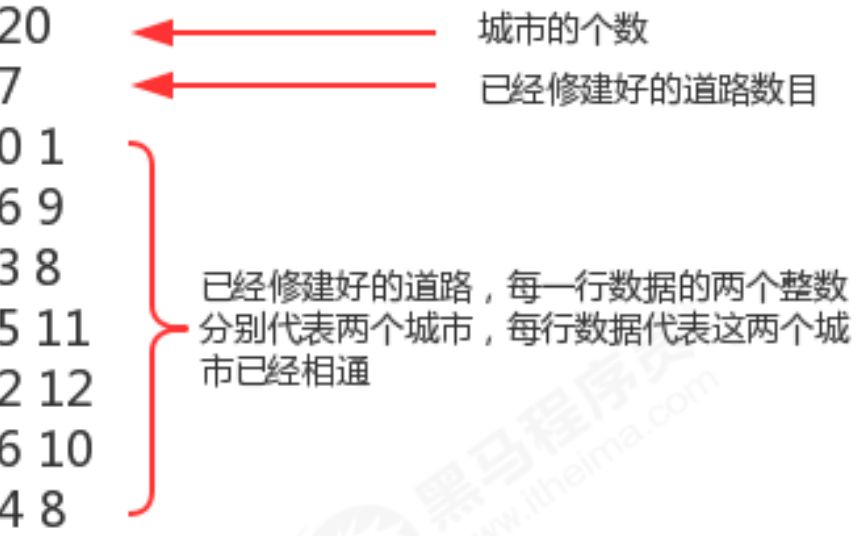 20
城市的个数
7
已经修建好的道路数目
0 1
6 9
3 8
已经修建好的道路，每一行数据的两个整数
5 11
分别代表两个城市，每行数据代表这两个城
市已经相通
2 12
6 10
4 8
黑马程序员
www.itheima.com